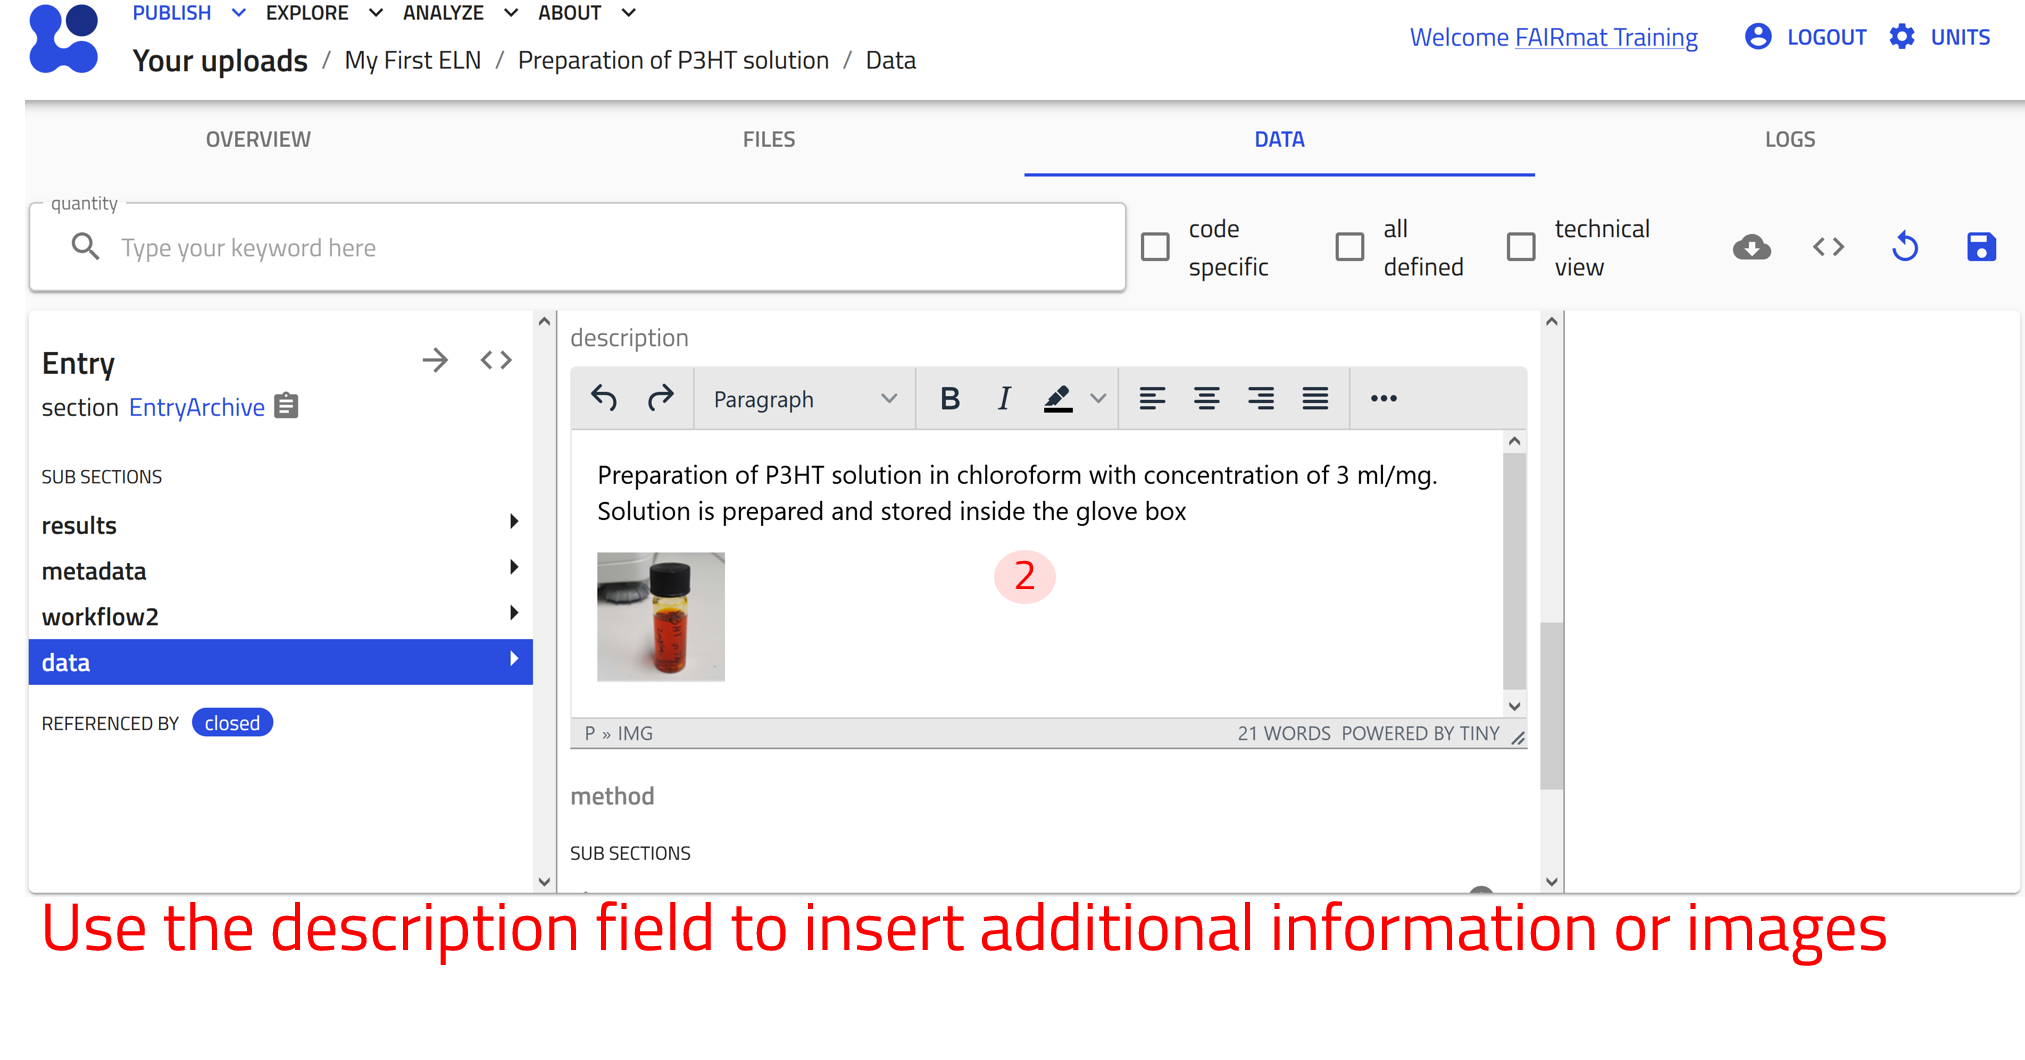 PUBLISH EXPLORE ANALYZE ABOUT
Your uploads / My First ELN / Preparation of P3HT solution / Data
Welcome FAIRmat Training LOGOUT UNITS
OVERVIEW FILES DATA LOGS
quantity
Type your keyword here
code specific
all defined
technical view
Entry
section EntryArchive
SUB SECTIONS
results
metadata
workflow2
data
REFERENCED BY closed
description
Paragraph B I
Preparation of P3HT solution in chloroform with concentration of 3 ml/mg.
Solution is prepared and stored inside the glove box
2
P » IMG 21 WORDS POWERED BY TINY
method
SUB SECTIONS
Use the description field to insert additional information or images